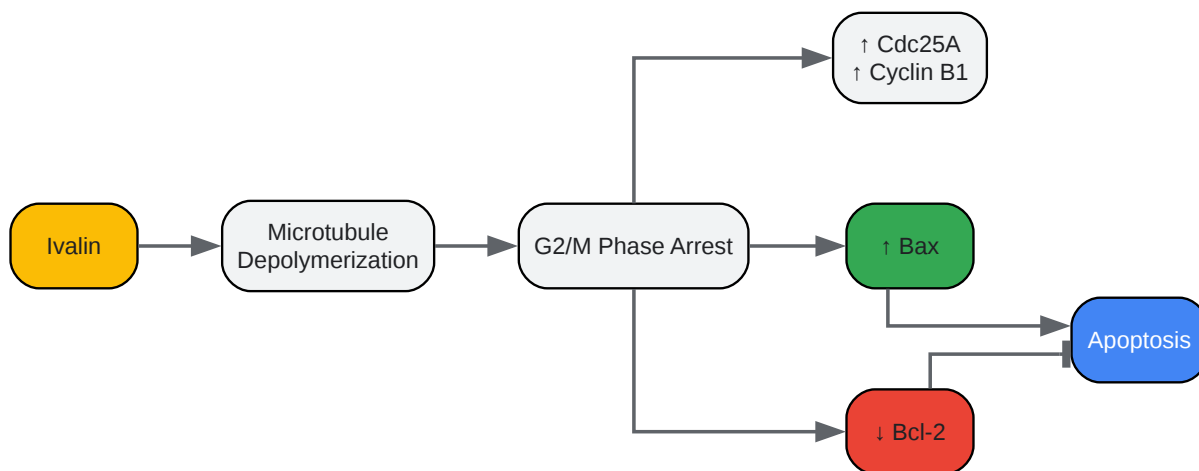 ↑ Cdc25A
↑ Cyclin B1
Ivalin
Microtubule
Depolymerization
G2/M Phase Arrest
↑ Bax
Apoptosis
↓ Bcl-2